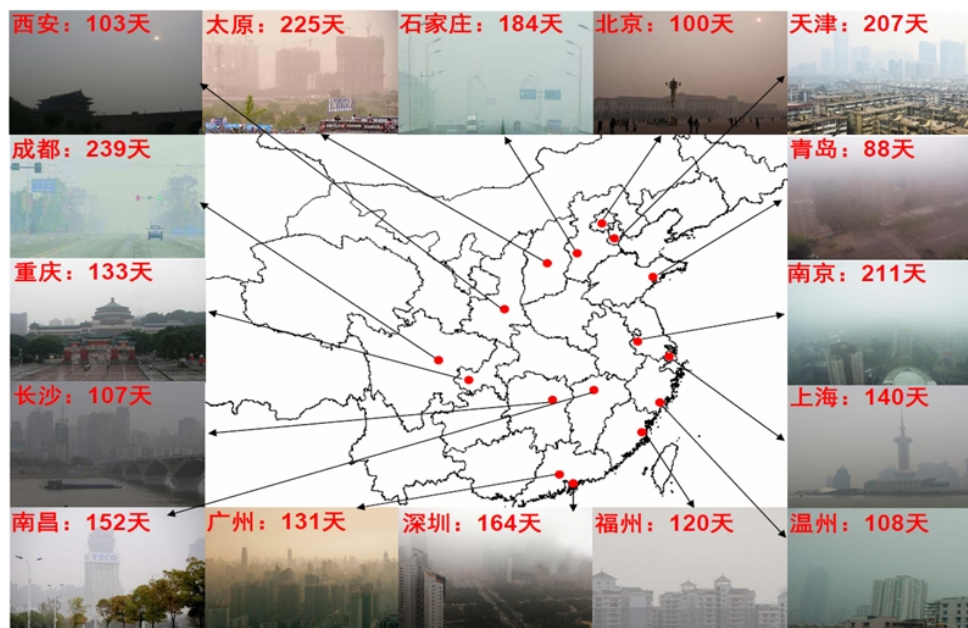 西安：103天
太原：225天
石家庄：184天
北京：100天
天津：207天
成都：239天
青岛：88天
重庆：133天
南京：211天
长沙：107天
上海：140天
南昌：152天
广州：131天
深圳：164天
福州：120天
温州：108天